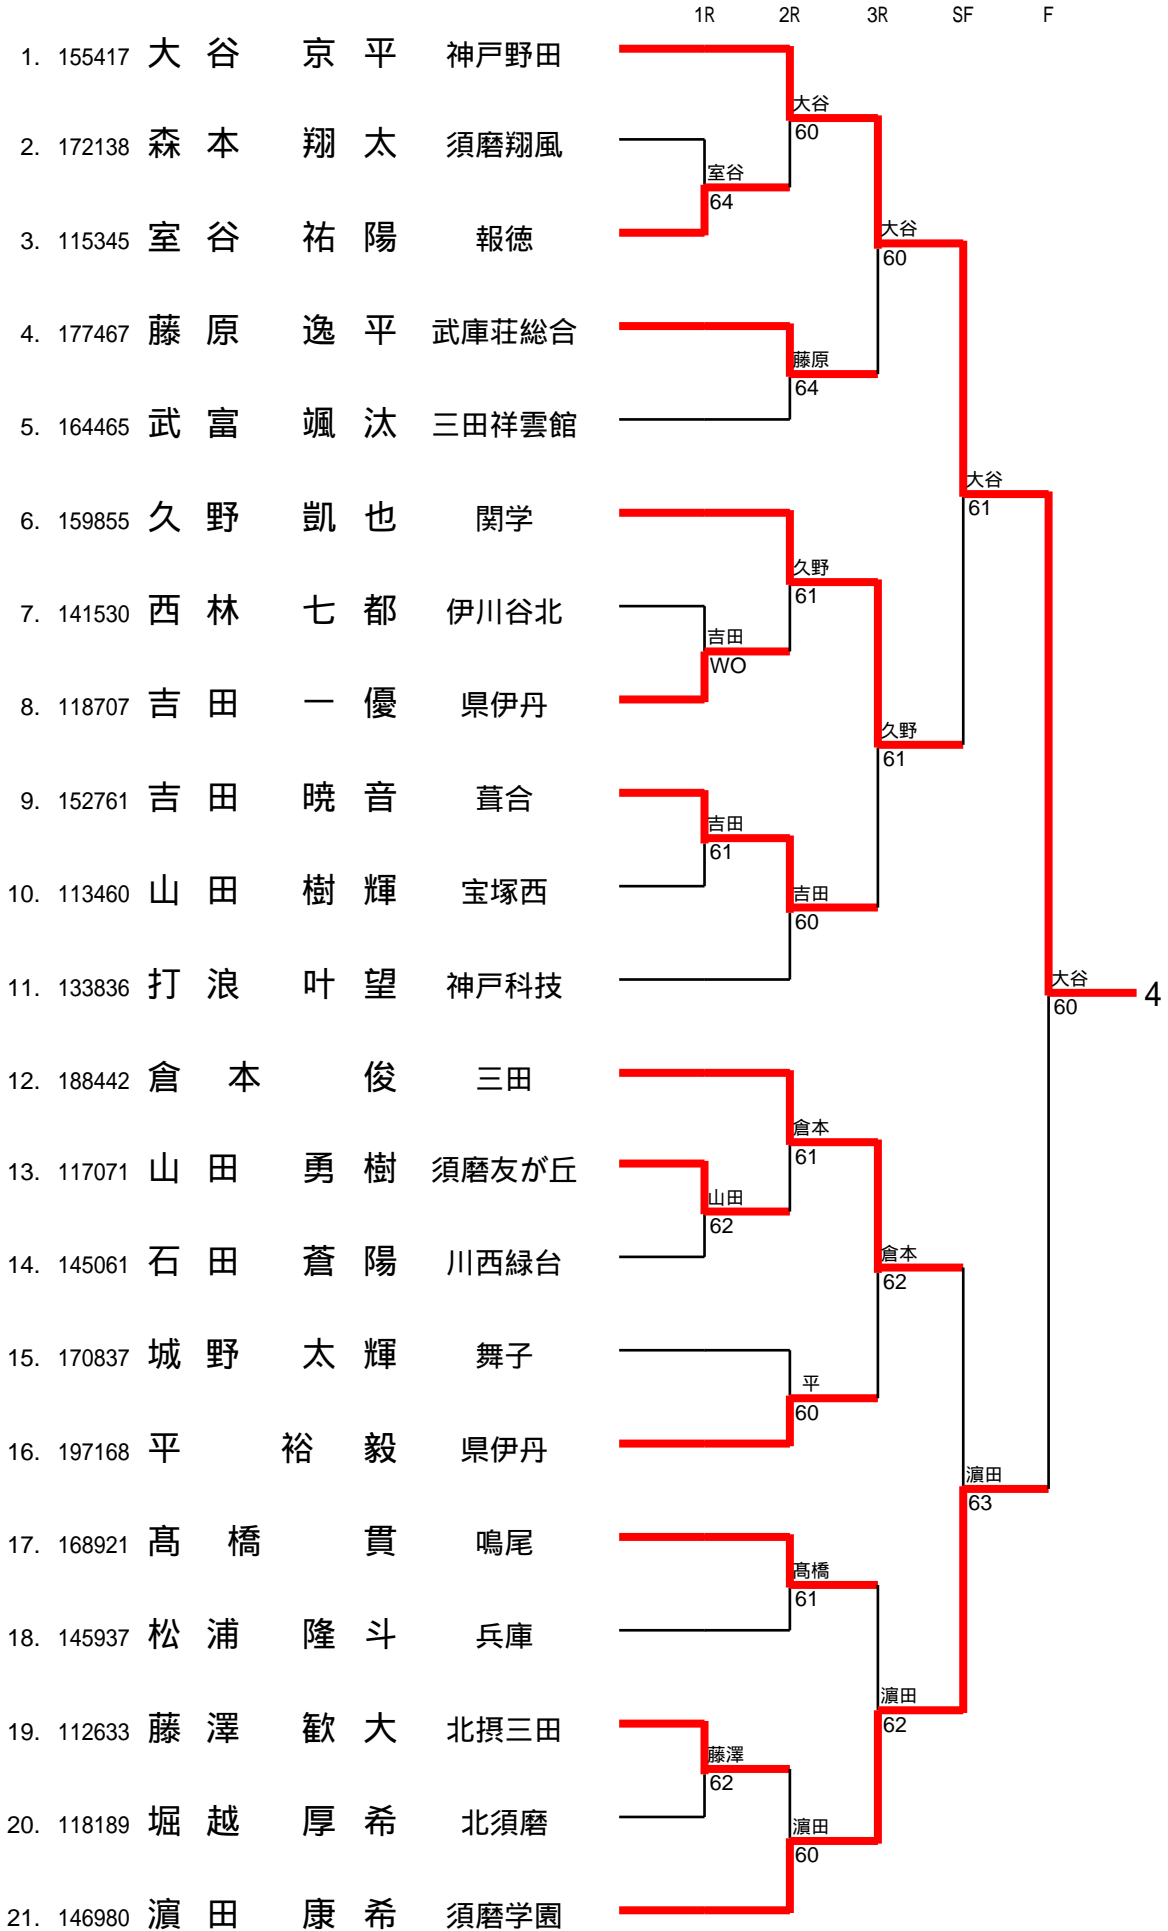 1R 2R 3R SF F
1. 155417 大谷 京平 神戸野田
大谷
60
2. 172138 森本 翔太 須磨翔風
室谷
64
3. 115345 室谷 祐陽 報徳
大谷
60
4. 177467 藤原 逸平 武庫荘総合
藤原
64
5. 164465 武富 颯汰 三田祥雲館
大谷
61
6. 159855 久野 凱也 関学
久野
61
7. 141530 西林 七都 伊川谷北
吉田
WO
8. 118707 吉田 一優 県伊丹
久野
61
9. 152761 吉田 暁音 葺合
吉田
61
10. 113460 山田 樹輝 宝塚西
吉田
60
11. 133836 打浪 叶望 神戸科技
大谷
60
4
12. 188442 倉本 俊 三田
倉本
61
13. 117071 山田 勇樹 須磨友が丘
山田
62
14. 145061 石田 蒼陽 川西緑台
倉本
62
15. 170837 城野 太輝 舞子
平
60
16. 197168 平 裕毅 県伊丹
濵田
63
17. 168921 髙橋 貫 鳴尾
髙橋
61
18. 145937 松浦 隆斗 兵庫
濵田
62
19. 112633 藤澤 歓大 北摂三田
藤澤
62
20. 118189 堀越 厚希 北須磨
濵田
60
21. 146980 濵田 康希 須磨学園